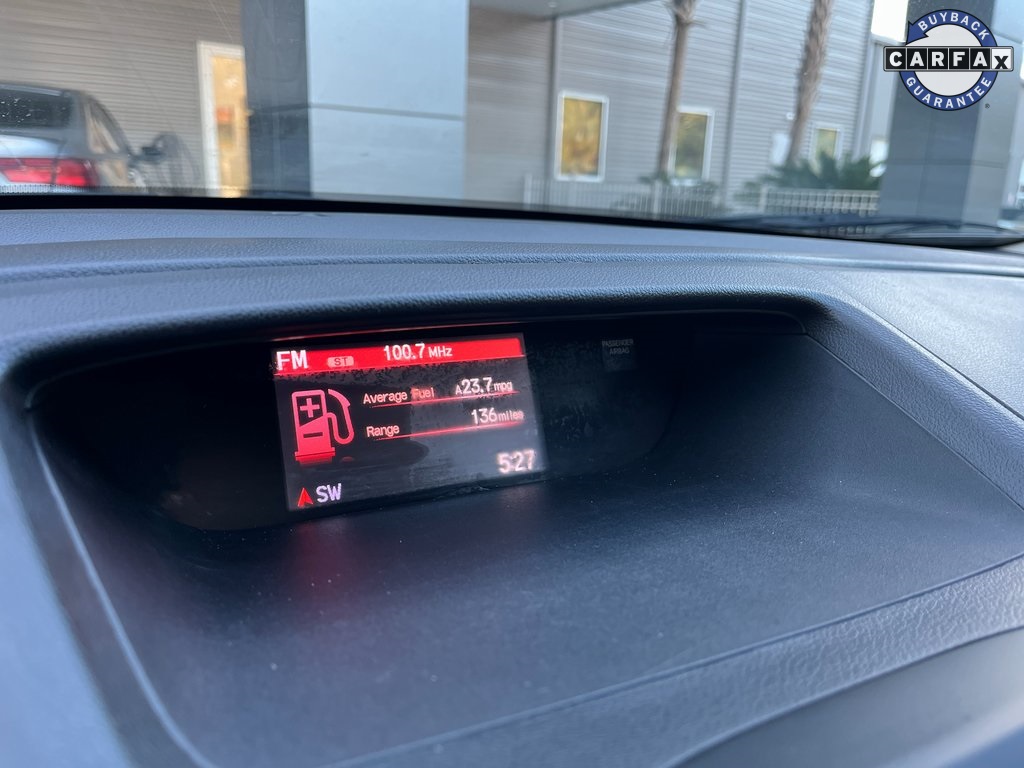 BUYBACK
CARFAX
GUARANTEE
PASSENGER
AIRBAG
FM ST 100.7 MHz
Average Fuel A23.7 mpg
Range 136 miles
5:27
SW